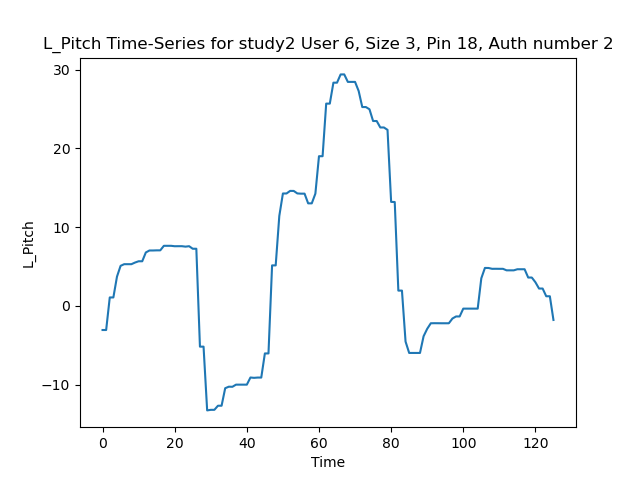 L_Pitch Time-Series for study2 User 6, Size 3, Pin 18, Auth number 2
30
20
10
0
−10
L_Pitch
0 20 40 60 80 100 120
Time